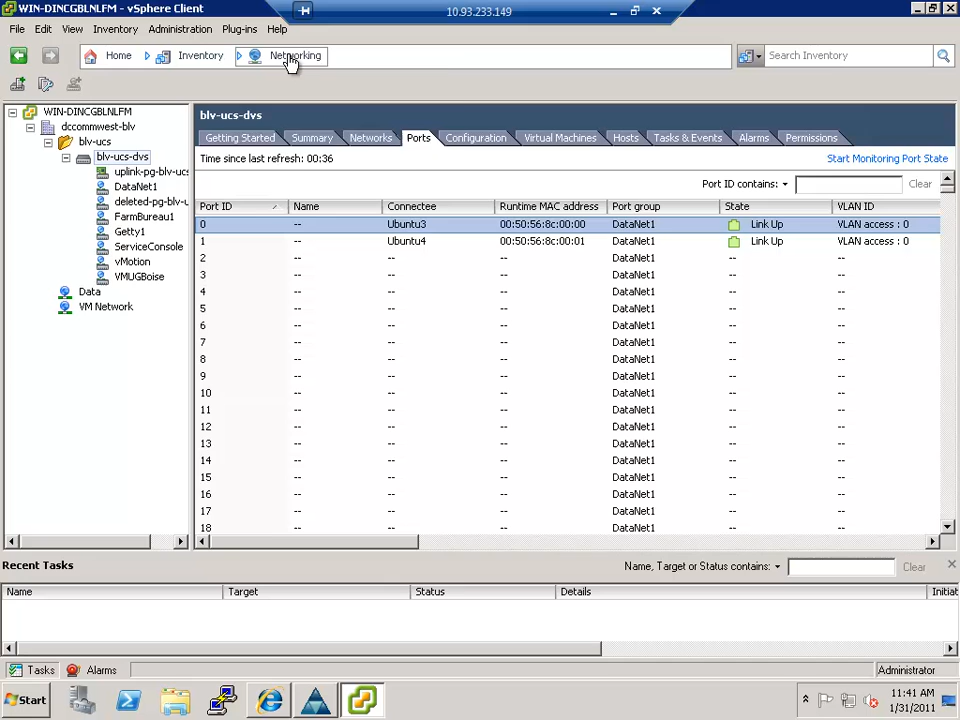 WIN-DINCGBLNLFM - vSphere Client
10.93.233.149
File Edit View Inventory Administration Plug-ins Help
Home Inventory Networking Search Inventory
WIN-DINCGBLNLFM
dccommwest-blv
blv-ucs
blv-ucs-dvs
uplink-pg-blv-ucs
DataNet1
deleted-pg-blv-u
FarmBureau1
Getty1
ServiceConsole
vMotion
VMUGBoise
Data
VM Network
blv-ucs-dvs
Getting Started Summary Networks Ports Configuration Virtual Machines Hosts Tasks & Events Alarms Permissions
Time since last refresh: 00:36 Start Monitoring Port State
Port ID contains: Clear
Port ID Name Connectee Runtime MAC address Port group State VLAN ID
0 -- Ubuntu3 00:50:56:8c:00:00 DataNet1 Link Up VLAN access : 0
1 -- Ubuntu4 00:50:56:8c:00:01 DataNet1 Link Up VLAN access : 0
2 -- -- -- DataNet1 -- --
3 -- -- -- DataNet1 -- --
4 -- -- -- DataNet1 -- --
5 -- -- -- DataNet1 -- --
6 -- -- -- DataNet1 -- --
7 -- -- -- DataNet1 -- --
8 -- -- -- DataNet1 -- --
9 -- -- -- DataNet1 -- --
10 -- -- -- DataNet1 -- --
11 -- -- -- DataNet1 -- --
12 -- -- -- DataNet1 -- --
13 -- -- -- DataNet1 -- --
14 -- -- -- DataNet1 -- --
15 -- -- -- DataNet1 -- --
16 -- -- -- DataNet1 -- --
17 -- -- -- DataNet1 -- --
18 -- -- -- DataNet1 -- --
Recent Tasks Name, Target or Status contains: Clear
Name Target Status Details Initiat
Tasks Alarms Administrator
Start 11:41 AM
1/31/2011